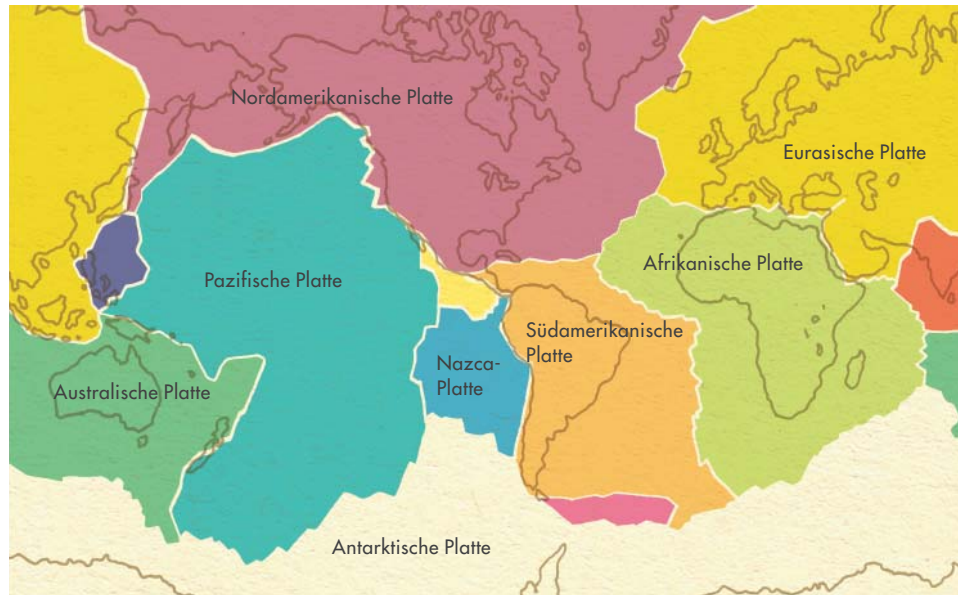 Nordamerikanische Platte
Eurasische Platte
Pazifische Platte
Afrikanische Platte
Südamerikanische
Platte
Nazca-
Platte
Australische Platte
Antarktische Platte